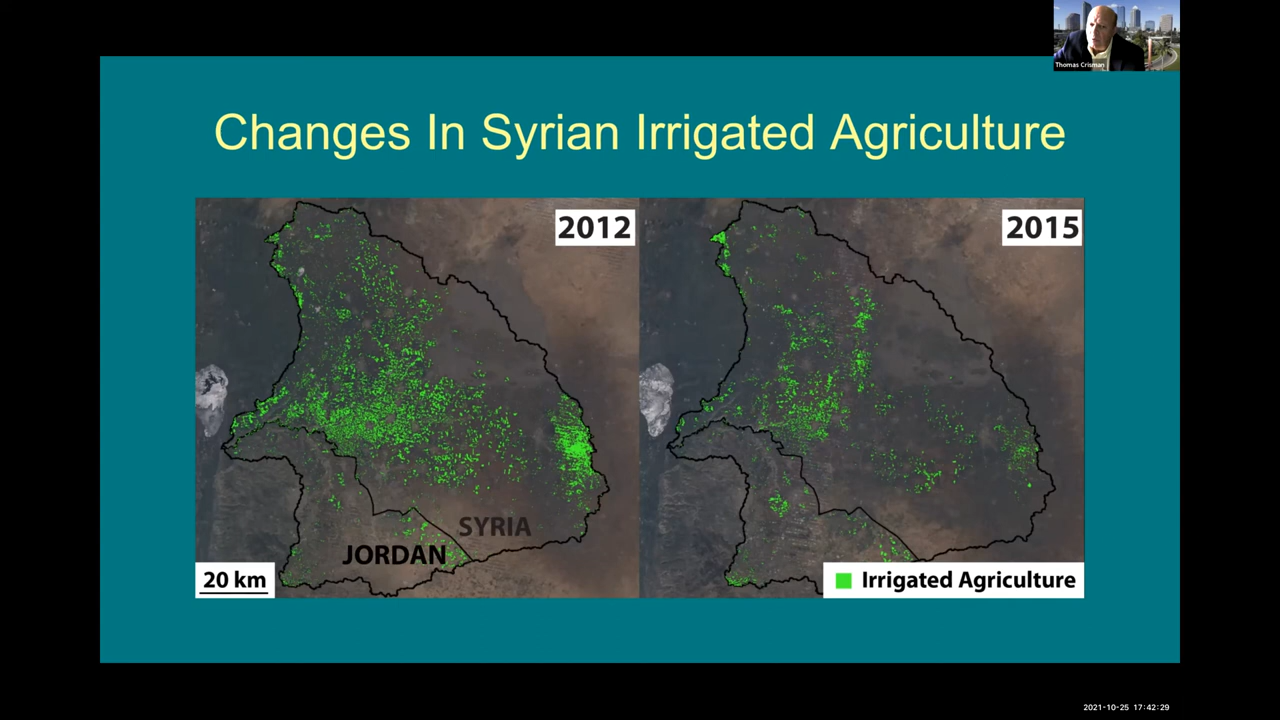 Thomas Crisman
Changes In Syrian Irrigated Agriculture
2012
2015
SYRIA
JORDAN
20 km
Irrigated Agriculture
2021-10-25 17:42:29